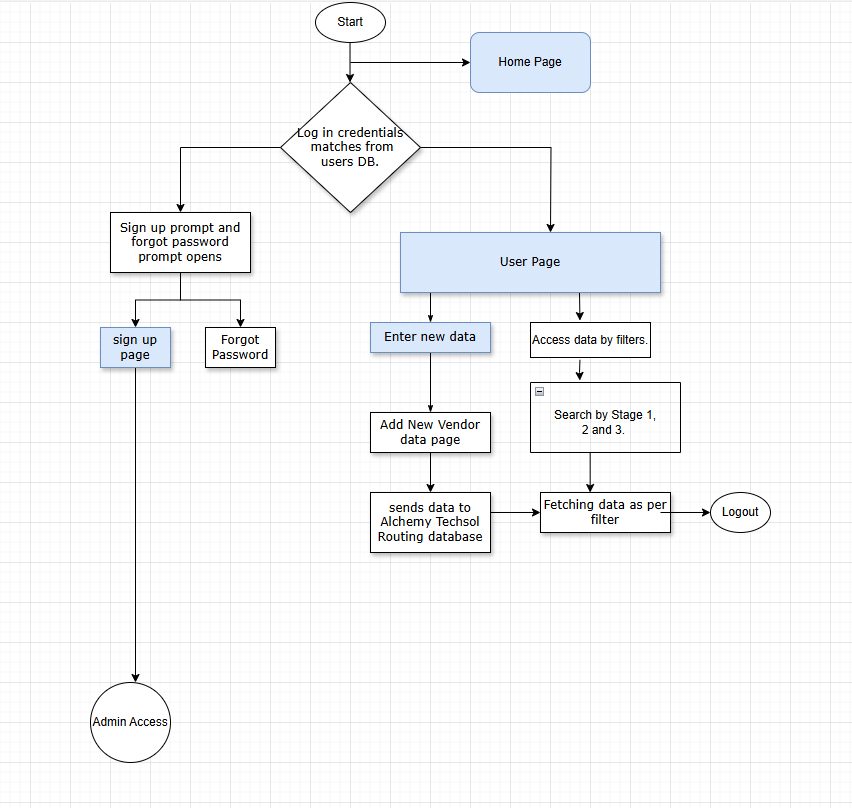 Start
Home Page
Log in credentials
matches from
users DB.
Sign up prompt and
forgot password
prompt opens
User Page
sign up
page
Forgot
Password
Enter new data
Access data by filters.
Search by Stage 1,
2 and 3.
Add New Vendor
data page
sends data to
Alchemy Techsol
Routing database
Fetching data as per
filter
Logout
Admin Access